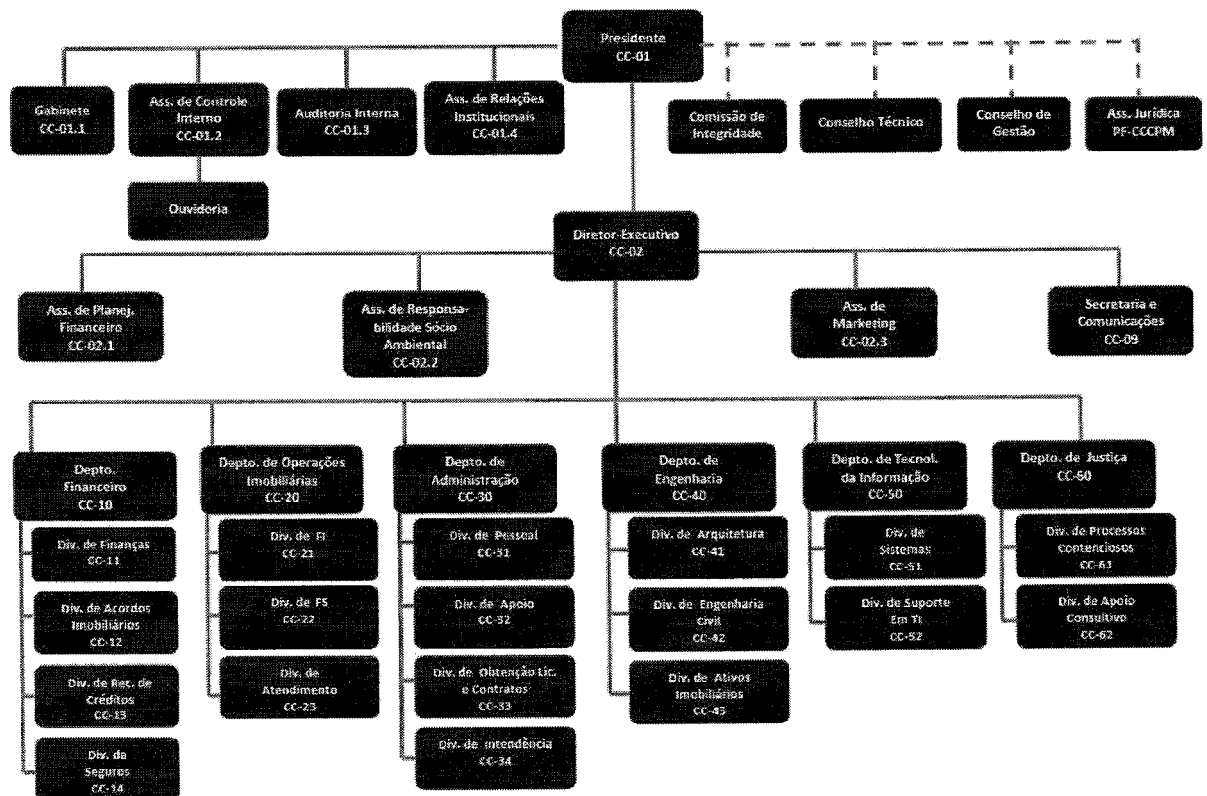 Presidente
CC-01
Gabinete
CC-01.1
Ass. de Controle
Interno
CC-01.2
Auditoria Interna
CC-01.3
Ass. de Relações
Institucionais
CC-01.4
Comissão de
Integridade
Conselho Técnico
Conselho de
Gestão
Ass. Jurídica
PF-CCCPM
Ouvidoria
Diretor-Executivo
CC-02
Ass. de Planej.
Financeiro
CC-02.1
Ass. de Responsa-
bilidade Sócio
Ambiental
CC-02.2
Ass. de
Marketing
CC-02.3
Secretaria e
Comunicações
CC-09
Depto.
Financeiro
CC-10
Div. de Finanças
CC-11
Div. de Acordos
Imobiliários
CC-12
Div. de Rec. de
Créditos
CC-13
Div. de
Seguros
CC-14
Depto. de Operações
Imobiliárias
CC-20
Div. de FI
CC-21
Div. de FS
CC-22
Div. de
Atendimento
CC-23
Depto. de
Administração
CC-30
Div. de Pessoal
CC-31
Div. de Apoio
CC-32
Div. de Obtenção Lic.
e Contratos
CC-33
Div. de Intendência
CC-34
Depto. de
Engenharia
CC-40
Div. de Arquitetura
CC-41
Div. de Engenharia
Civil
CC-42
Div. de Ativos
Imobiliários
CC-43
Depto. de Tecnol.
da Informação
CC-50
Div. de
Sistemas
CC-51
Div. de Suporte
Em TI
CC-52
Depto. de Justiça
CC-60
Div. de Processos
Contenciosos
CC-61
Div. de Apoio
Consultivo
CC-62